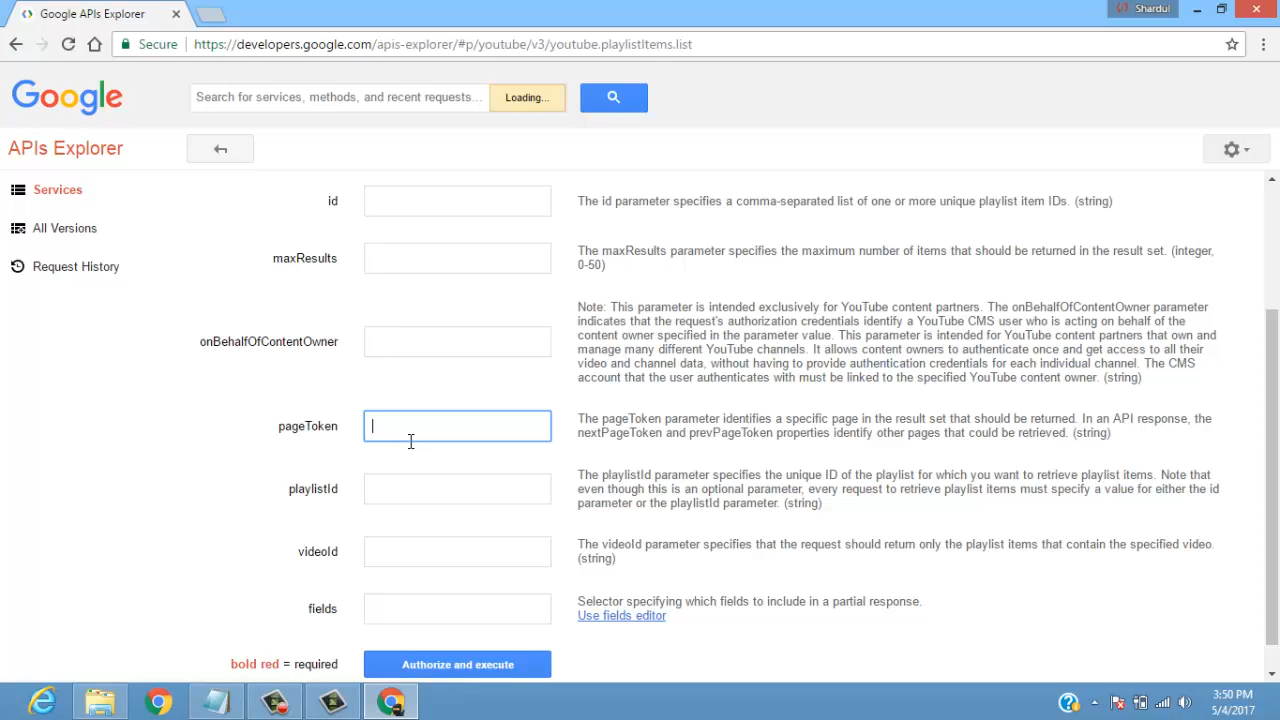 Google APIs Explorer
Shardul
Secure
https://developers.google.com/apis-explorer/#p/youtube/v3/youtube.playlistItems.list
Google
Search for services, methods, and recent requests...
Loading...
APIs Explorer
Services
All Versions
Request History
id
The id parameter specifies a comma-separated list of one or more unique playlist item IDs. (string)
maxResults
The maxResults parameter specifies the maximum number of items that should be returned in the result set. (integer,
0-50)
onBehalfOfContentOwner
Note: This parameter is intended exclusively for YouTube content partners. The onBehalfOfContentOwner parameter
indicates that the request's authorization credentials identify a YouTube CMS user who is acting on behalf of the
content owner specified in the parameter value. This parameter is intended for YouTube content partners that own and
manage many different YouTube channels. It allows content owners to authenticate once and get access to all their
video and channel data, without having to provide authentication credentials for each individual channel. The CMS
account that the user authenticates with must be linked to the specified YouTube content owner. (string)
pageToken
The pageToken parameter identifies a specific page in the result set that should be returned. In an API response, the
nextPageToken and prevPageToken properties identify other pages that could be retrieved. (string)
playlistId
The playlistId parameter specifies the unique ID of the playlist for which you want to retrieve playlist items. Note that
even though this is an optional parameter, every request to retrieve playlist items must specify a value for either the id
parameter or the playlistId parameter. (string)
videoId
The videoId parameter specifies that the request should return only the playlist items that contain the specified video.
(string)
fields
Selector specifying which fields to include in a partial response.
Use fields editor
bold red = required
Authorize and execute
3:50 PM
5/4/2017